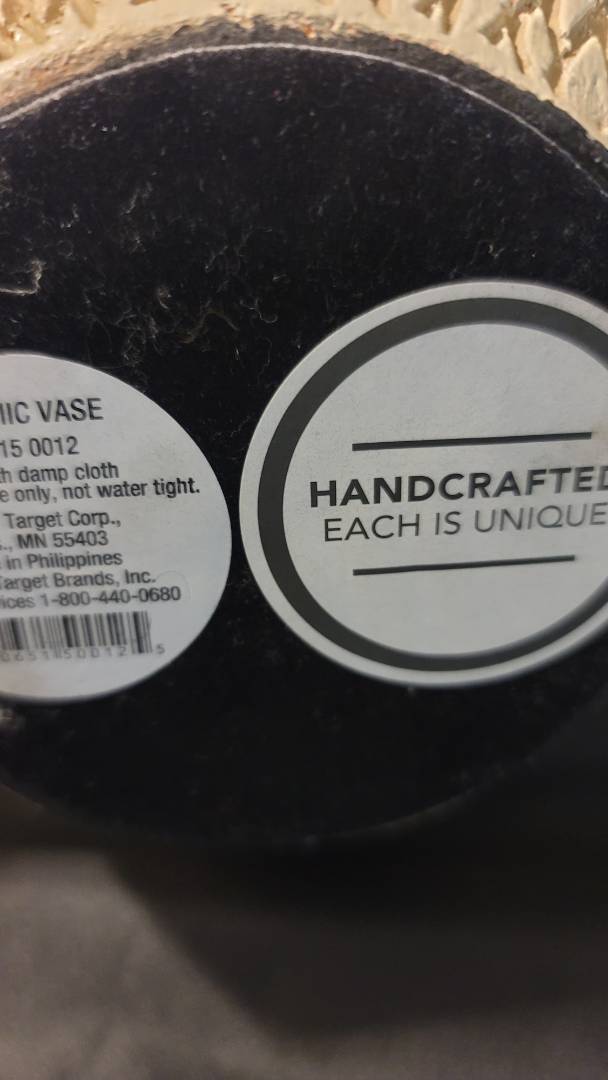 MIC VASE
15 0012
th damp cloth
e only, not water tight.
Target Corp.,
., MN 55403
in Philippines
Target Brands, Inc.
ices 1-800-440-0680
HANDCRAFTED
EACH IS UNIQUE